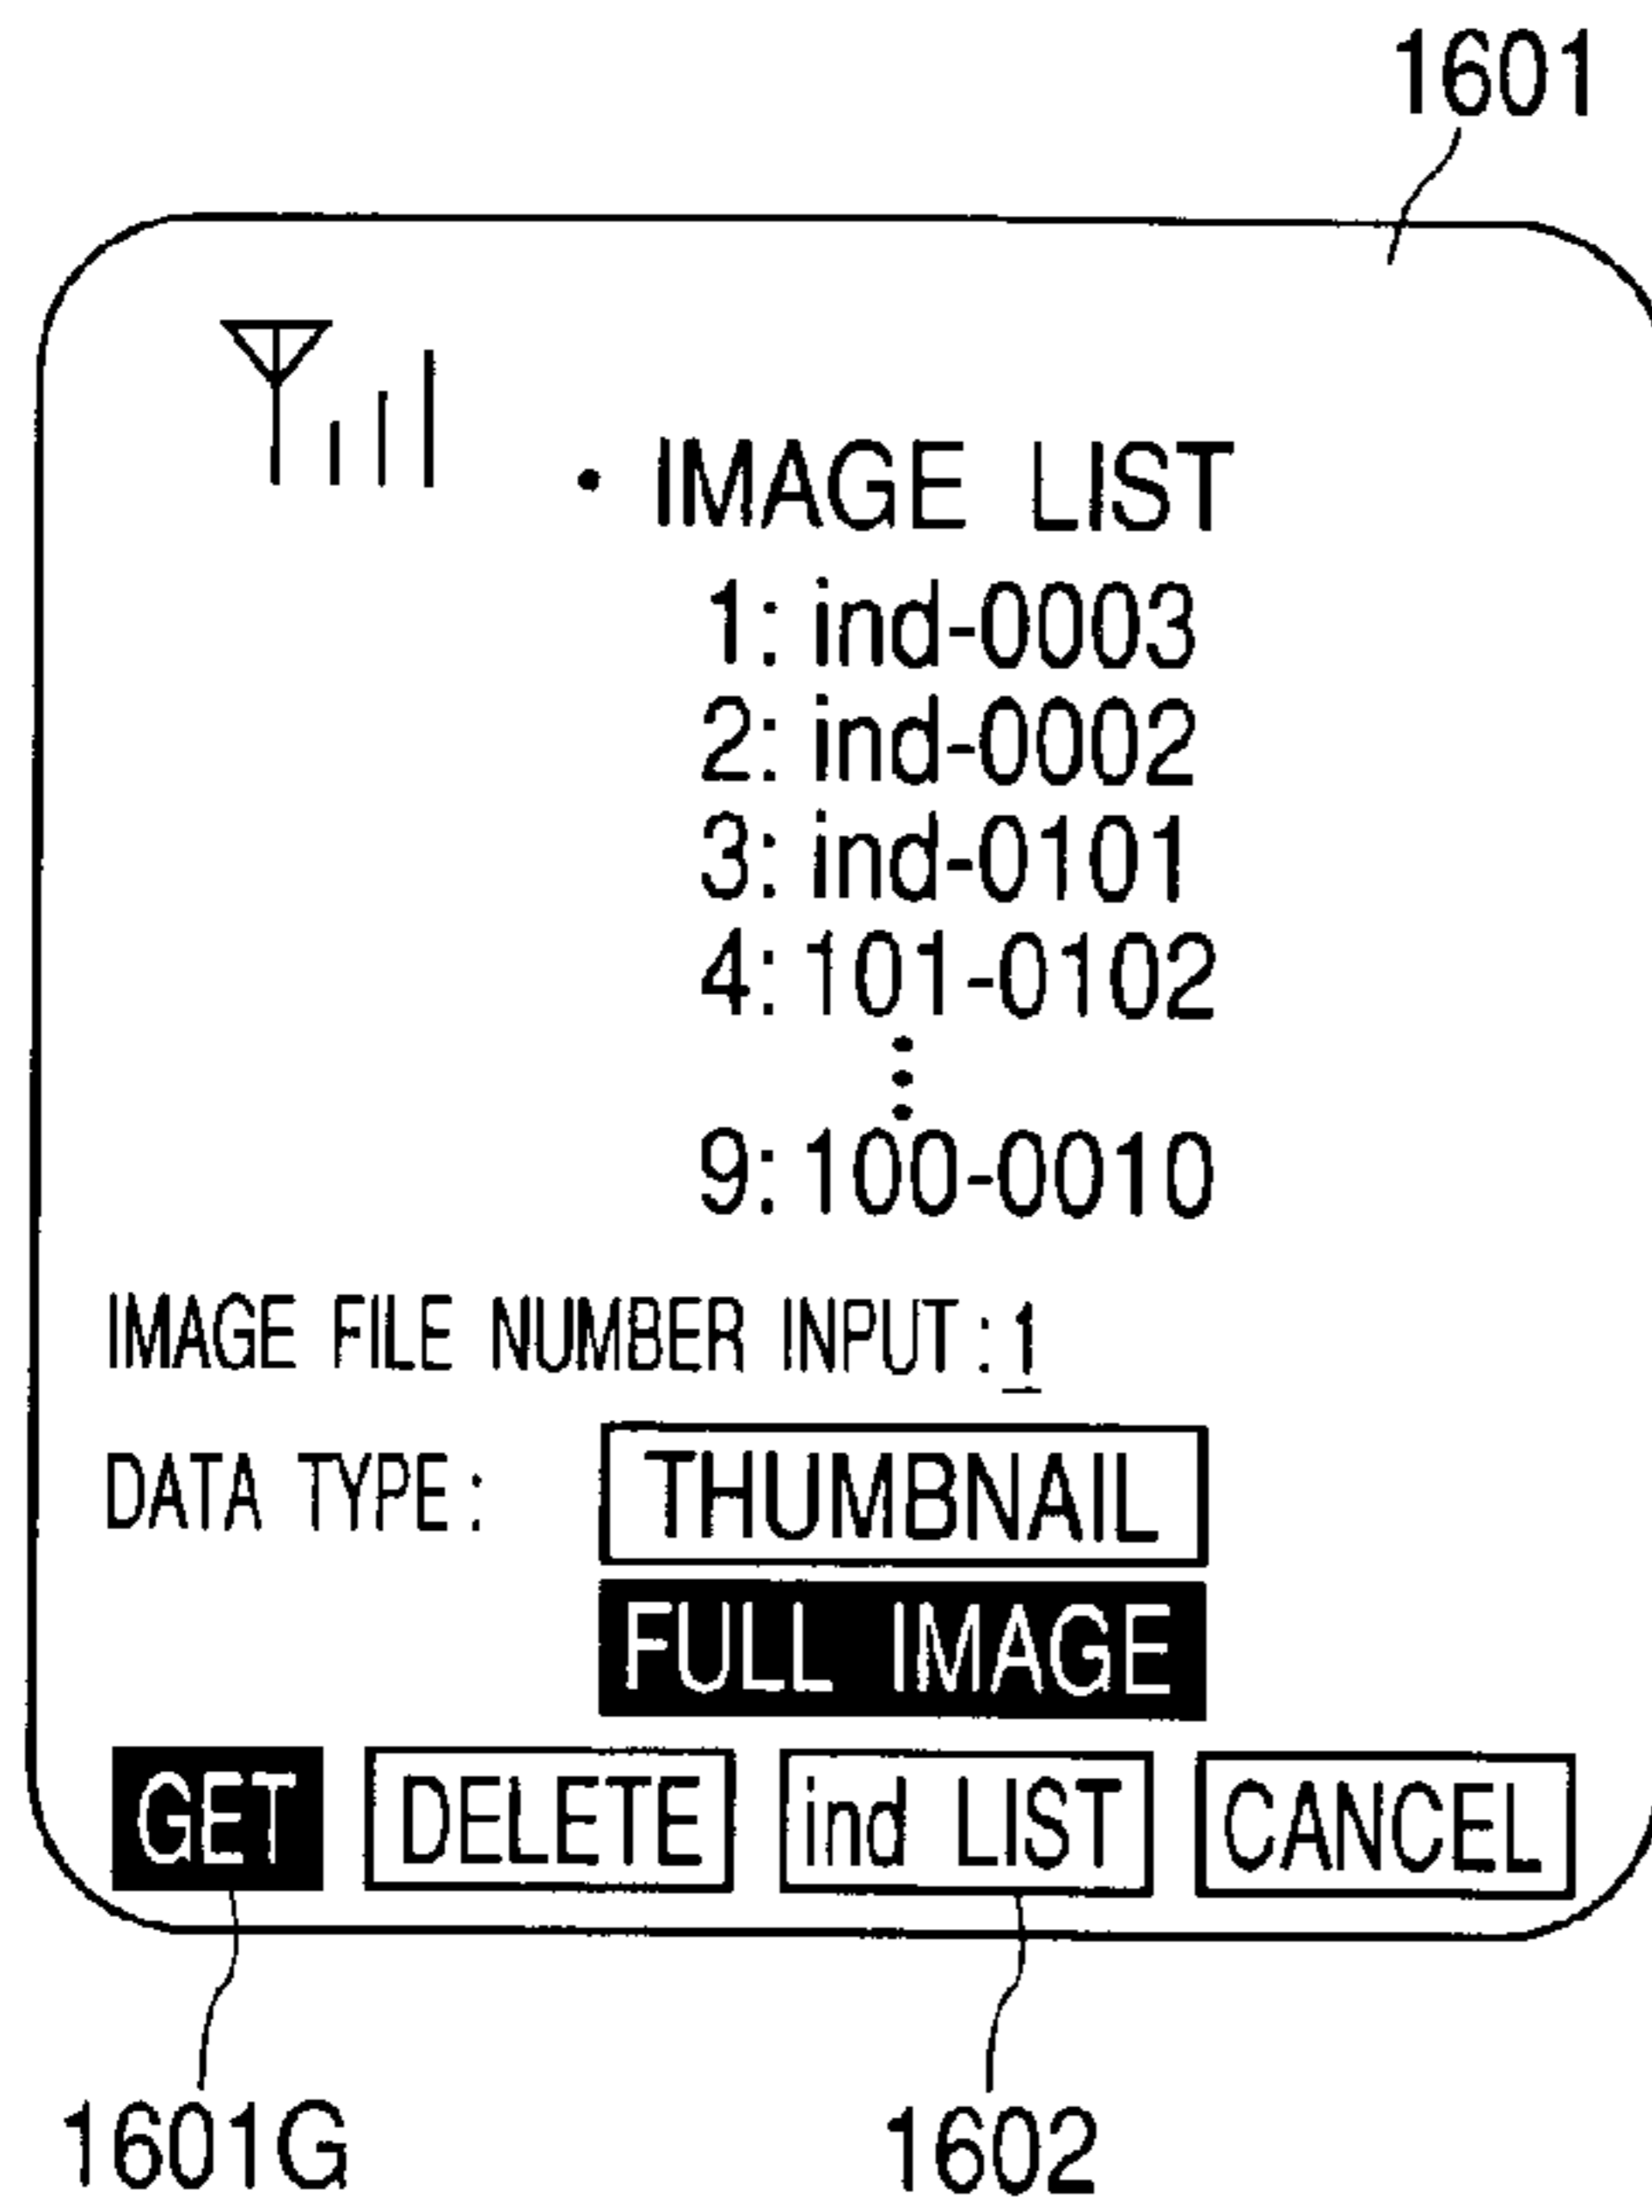 1601
• IMAGE LIST
1: ind-0003
2: ind-0002
3: ind-0101
4: 101-0102
⋮
9: 100-0010
IMAGE FILE NUMBER INPUT: 1
DATA TYPE: THUMBNAIL
FULL IMAGE
GET DELETE ind LIST CANCEL
1601G 1602